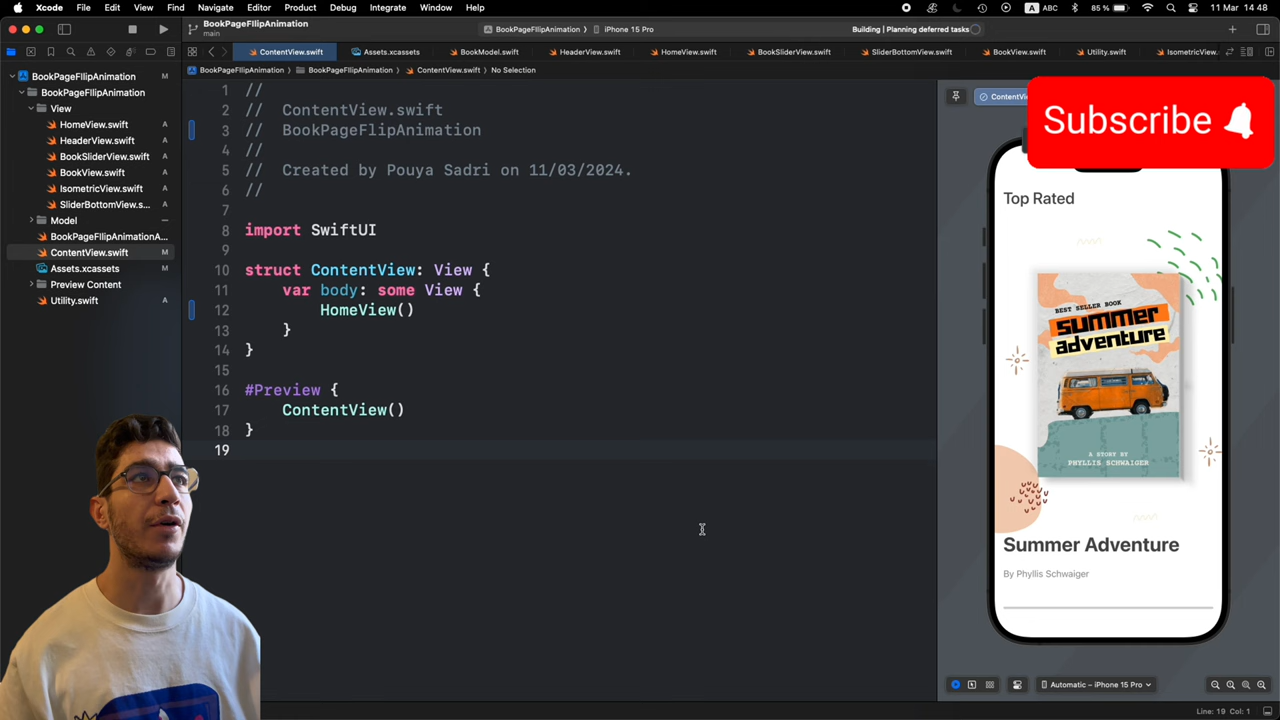 Xcode File Edit View Find Navigate Editor Product Debug Integrate Window Help
A ABC 85 % 11 Mar 14 48
BookPageFlipAnimation
main
BookPageFlipAnimation iPhone 15 Pro
Building | Planning deferred tasks
ContentView.swift Assets.xcassets BookModel.swift HeaderView.swift HomeView.swift BookSliderView.swift SliderBottomView.swift BookView.swift Utility.swift IsometricView.
BookPageFlipAnimation BookPageFlipAnimation ContentView.swift No Selection
BookPageFlipAnimation M
BookPageFlipAnimation
View
HomeView.swift A
HeaderView.swift A
BookSliderView.swift A
BookView.swift A
IsometricView.swift A
SliderBottomView.s... A
Model
BookPageFlipAnimationA... M
ContentView.swift M
Assets.xcassets M
Preview Content
Utility.swift A
1 //
2 // ContentView.swift
3 // BookPageFlipAnimation
4 //
5 // Created by Pouya Sadri on 11/03/2024.
6 //
7
8 import SwiftUI
9
10 struct ContentView: View {
11 var body: some View {
12 HomeView()
13 }
14 }
15
16 #Preview {
17 ContentView()
18 }
19
ContentVi
Subscribe
Top Rated
BEST SELLER BOOK
summer
adventure
A STORY BY
PHYLLIS SCHWAIGER
Summer Adventure
By Phyllis Schwaiger
Automatic – iPhone 15 Pro
Line: 19 Col: 1